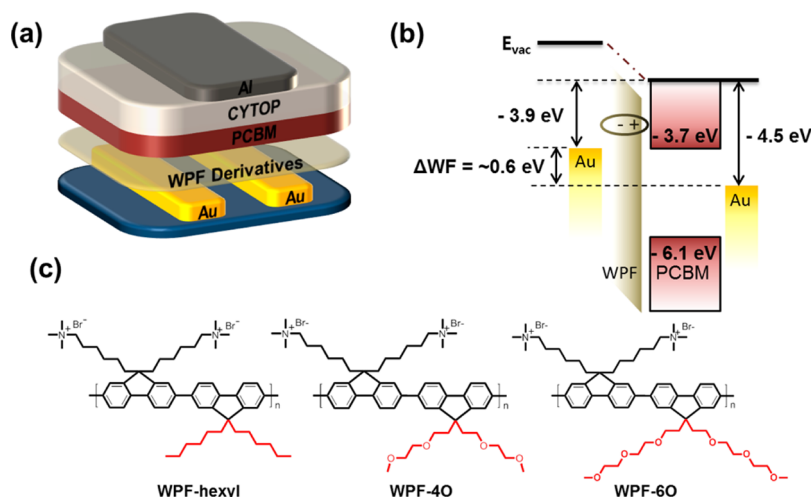 (a)
Al
CYTOP
PCBM
WPF Derivatives
Au
Au
(b)
Evac
- 3.9 eV
ΔWF = ~0.6 eV
Au
- +
WPF
- 3.7 eV
- 6.1 eV
PCBM
- 4.5 eV
Au
(c)
N+ Br-
Br- N+
n
WPF-hexyl
N+ Br-
Br- N+
n
O O
O O
WPF-4O
N+ Br-
Br- N+
n
O O
O O
O O
WPF-6O